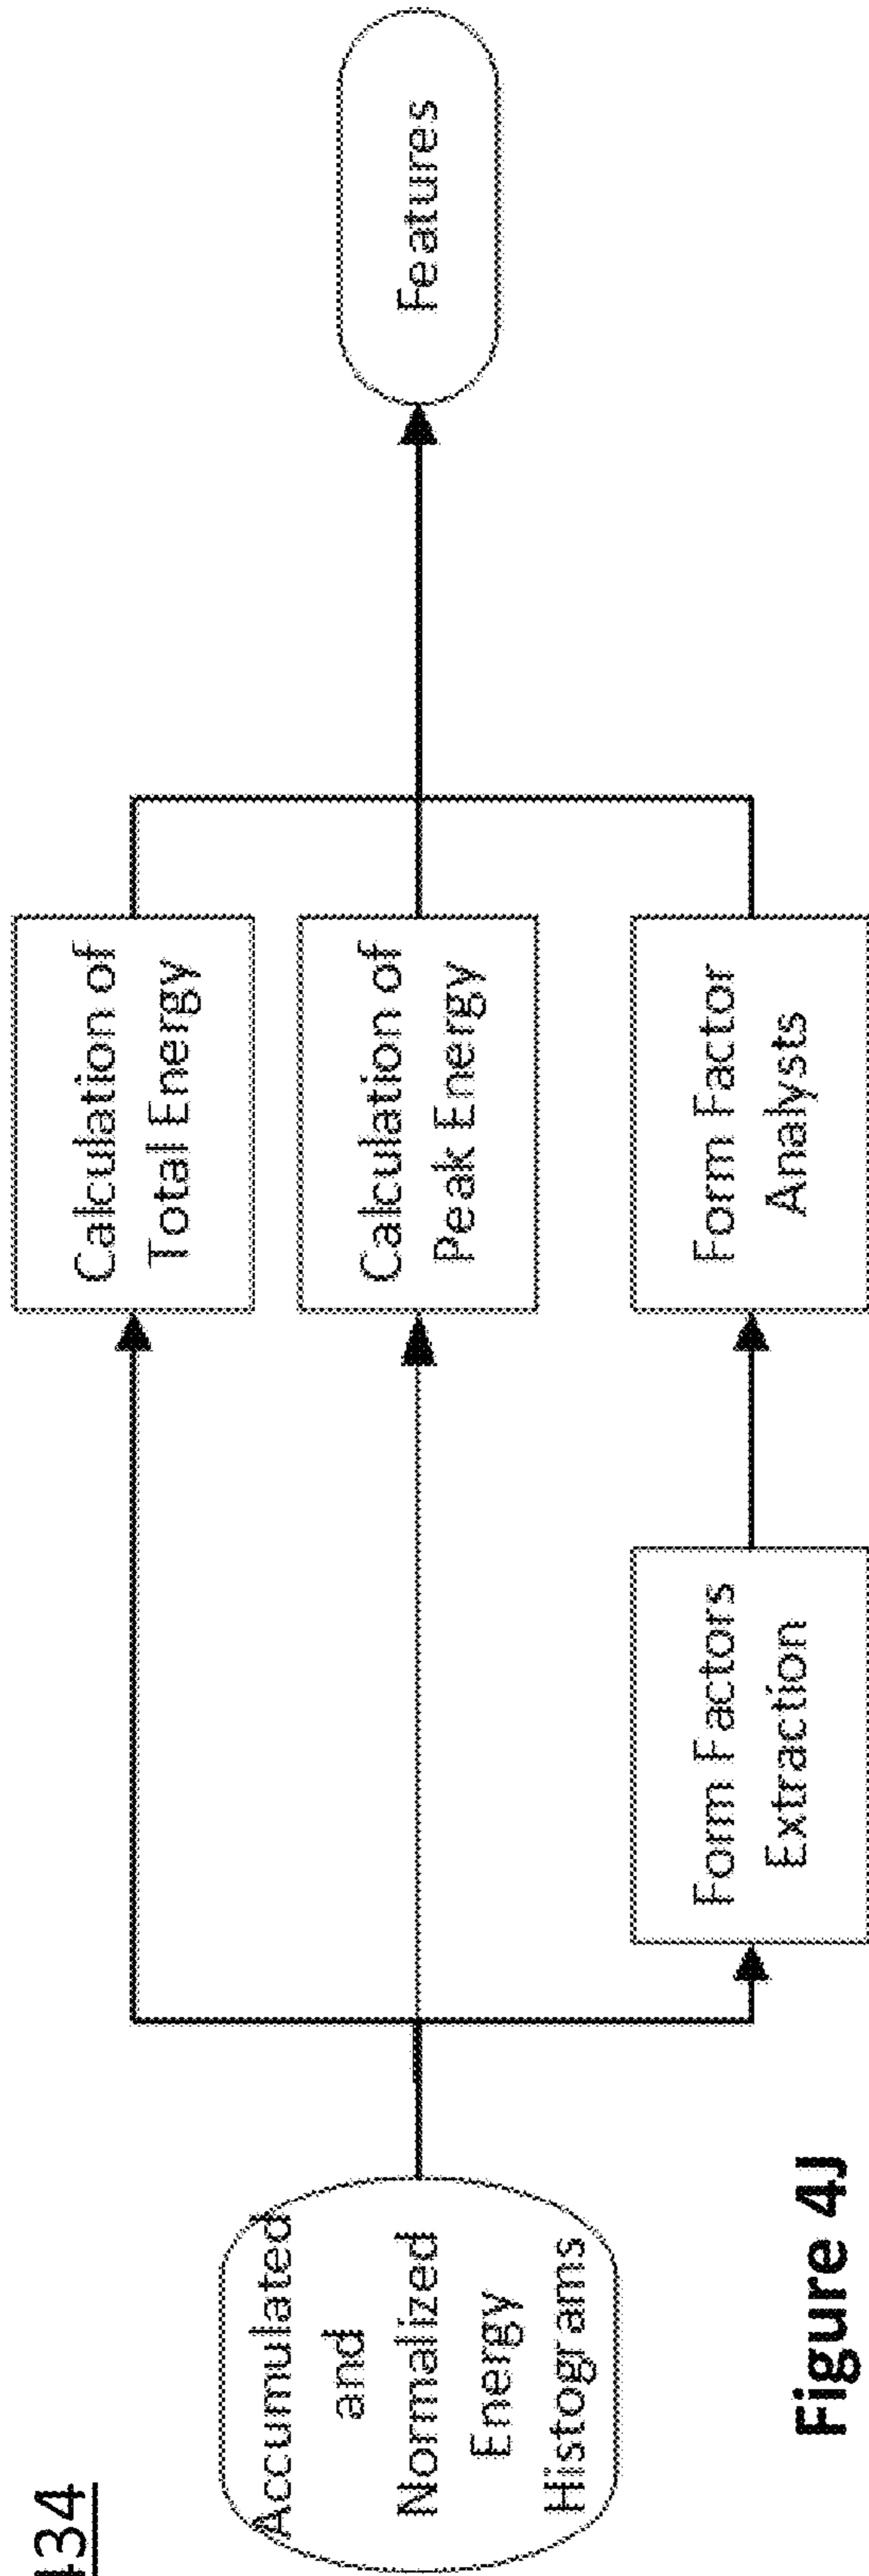 434
Accumulated
and
Normalized
Energy
Histograms
Calculation of
Total Energy
Calculation of
Peak Energy
Form Factors
Extraction
Form Factor
Analysts
Features
Figure 4J